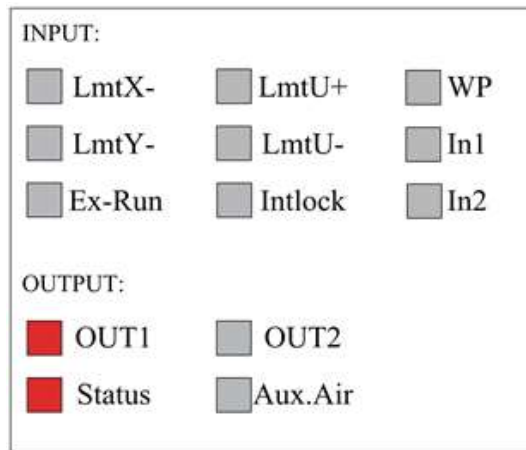 INPUT:
LmtX- LmtU+ WP
LmtY- LmtU- In1
Ex-Run Intlock In2
OUTPUT:
OUT1 OUT2
Status Aux.Air